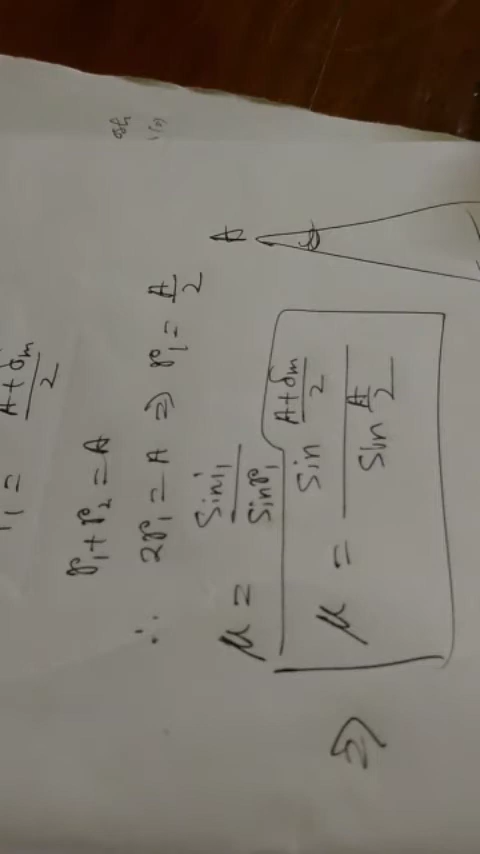 i₁ = A + δm / 2
r₁ + r₂ = A
∴ 2r₁ = A ⇒ r₁ = A/2
μ = Sin i₁ / Sin r₁
⇒ μ = Sin (A + δm)/2 / Sin A/2
A